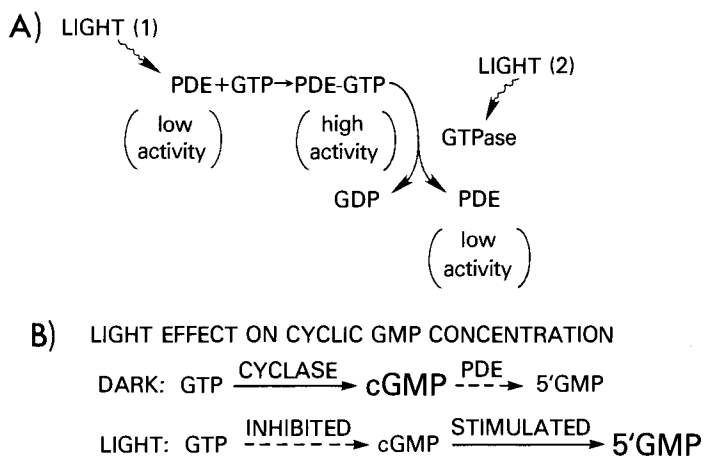 A) LIGHT (1)
LIGHT (2)
PDE+GTP→PDE-GTP
(low activity)
(high activity)
GTPase
GDP
PDE
(low activity)
B) LIGHT EFFECT ON CYCLIC GMP CONCENTRATION
DARK: GTP CYCLASE cGMP PDE 5'GMP
LIGHT: GTP INHIBITED cGMP STIMULATED 5'GMP